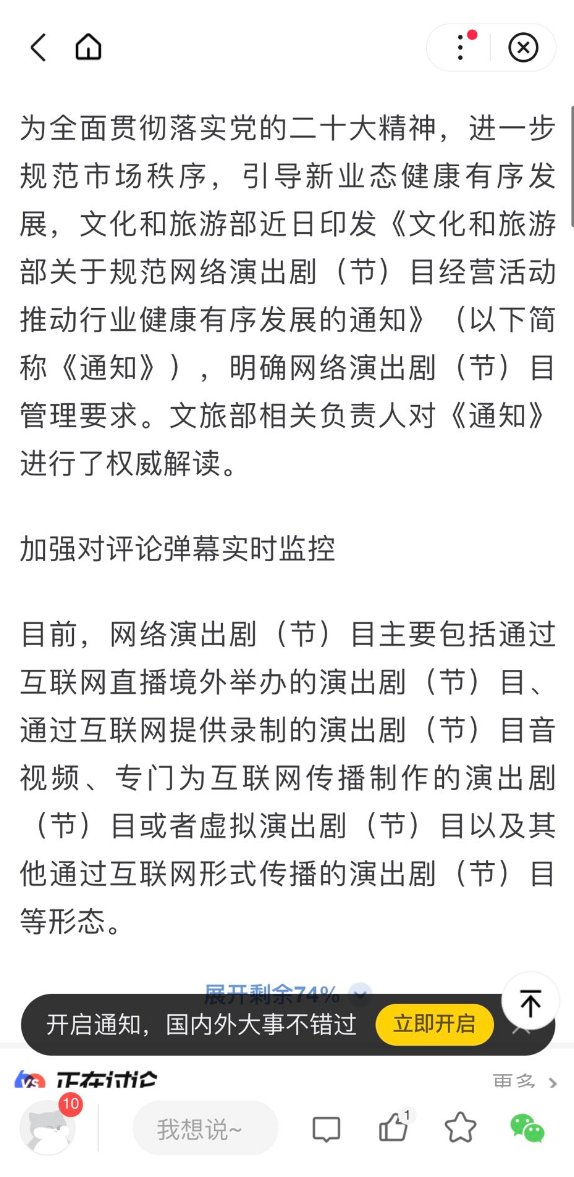 为全面贯彻落实党的二十大精神，进一步
规范市场秩序，引导新业态健康有序发
展，文化和旅游部近日印发《文化和旅游
部关于规范网络演出剧（节）目经营活动
推动行业健康有序发展的通知》（以下简
称《通知》），明确网络演出剧（节）目
管理要求。文旅部相关负责人对《通知》
进行了权威解读。
加强对评论弹幕实时监控
目前，网络演出剧（节）目主要包括通过
互联网直播境外举办的演出剧（节）目、
通过互联网提供录制的演出剧（节）目音
视频、专门为互联网传播制作的演出剧
（节）目或者虚拟演出剧（节）目以及其
他通过互联网形式传播的演出剧（节）目
等形态。
展开剩余74%
开启通知，国内外大事不错过 立即开启
VS 正在讨论 更多
10
我想说~ 1